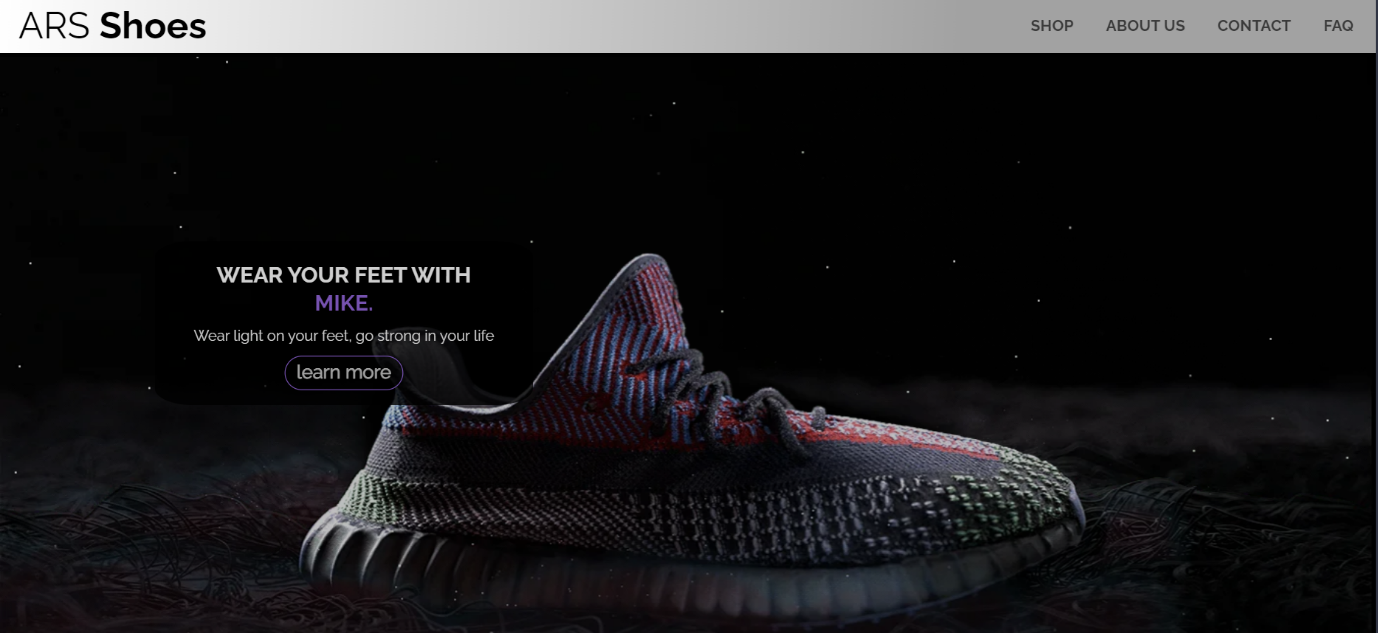 ARS Shoes
SHOP ABOUT US CONTACT FAQ
WEAR YOUR FEET WITH
MIKE.
Wear light on your feet, go strong in your life
learn more